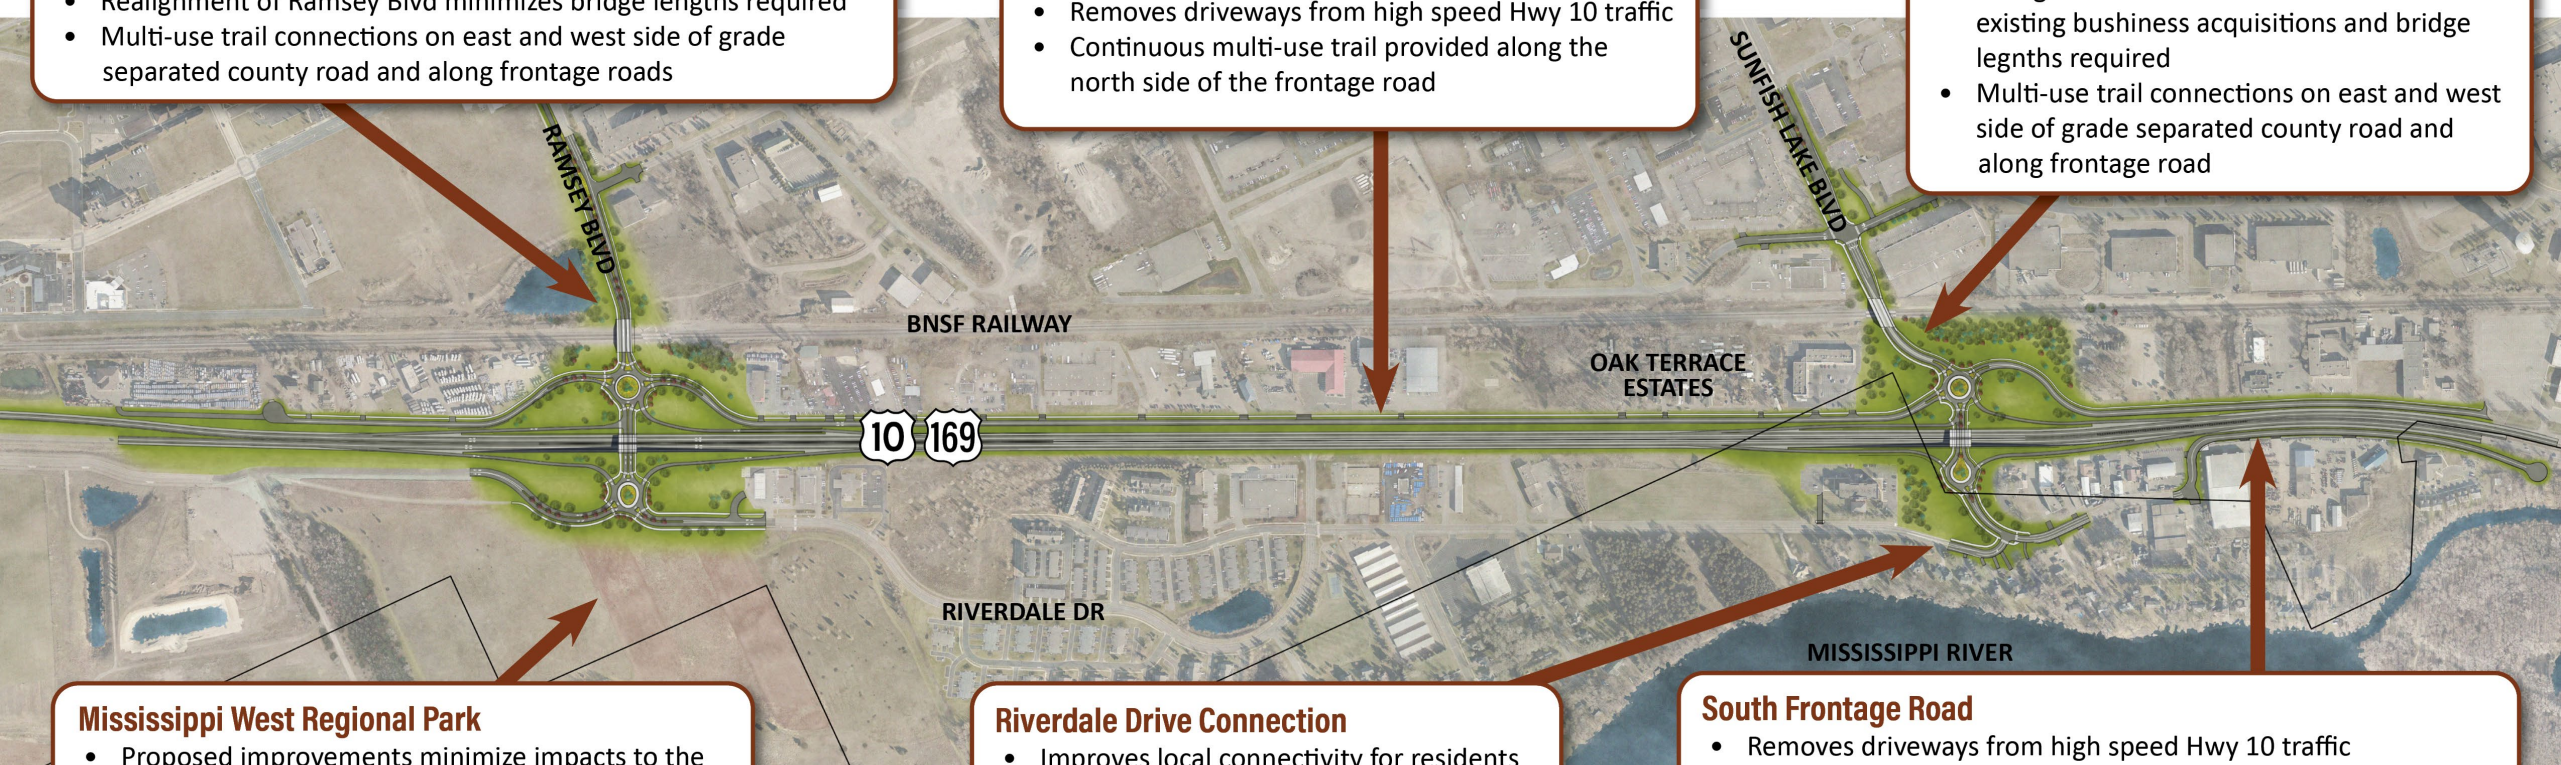 Realignment of Ramsey Blvd minimizes bridge lengths required
• Multi-use trail connections on east and west side of grade
separated county road and along frontage roads
• Removes driveways from high speed Hwy 10 traffic
• Continuous multi-use trail provided along the
north side of the frontage road
existing bushiness acquisitions and bridge
legnths required
• Multi-use trail connections on east and west
side of grade separated county road and
along frontage road
RAMSEY BLVD
SUNFISH LAKE BLVD
BNSF RAILWAY
OAK TERRACE
ESTATES
10 169
RIVERDALE DR
MISSISSIPPI RIVER
Mississippi West Regional Park
• Proposed improvements minimize impacts to the
Riverdale Drive Connection
• Improves local connectivity for residents
South Frontage Road
• Removes driveways from high speed Hwy 10 traffic